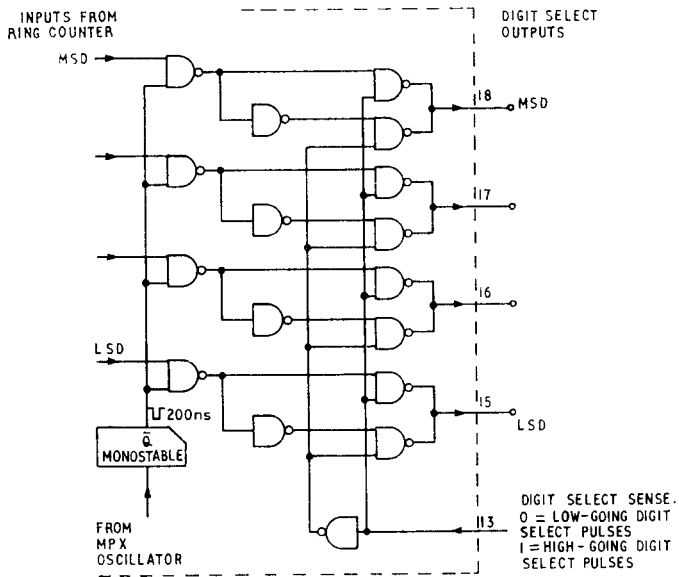 INPUTS FROM
RING COUNTER
DIGIT SELECT
OUTPUTS
MSD
18
MSD
17
16
LSD
15
LSD
200ns
Q̄
MONOSTABLE
FROM
MPX
OSCILLATOR
13
DIGIT SELECT SENSE.
0 = LOW-GOING DIGIT
SELECT PULSES
1 = HIGH-GOING DIGIT
SELECT PULSES